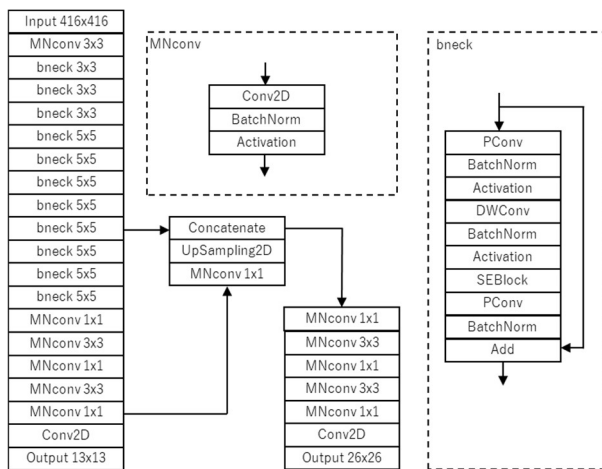 Input 416x416
MNconv 3x3
bneck 3x3
bneck 3x3
bneck 3x3
bneck 5x5
bneck 5x5
bneck 5x5
bneck 5x5
bneck 5x5
bneck 5x5
bneck 5x5
bneck 5x5
MNconv 1x1
MNconv 3x3
MNconv 1x1
MNconv 3x3
MNconv 1x1
Conv2D
Output 13x13
MNconv
Conv2D
BatchNorm
Activation
Concatenate
UpSampling2D
MNconv 1x1
MNconv 1x1
MNconv 3x3
MNconv 1x1
MNconv 3x3
MNconv 1x1
Conv2D
Output 26x26
bneck
PConv
BatchNorm
Activation
DWConv
BatchNorm
Activation
SEBlock
PConv
BatchNorm
Add